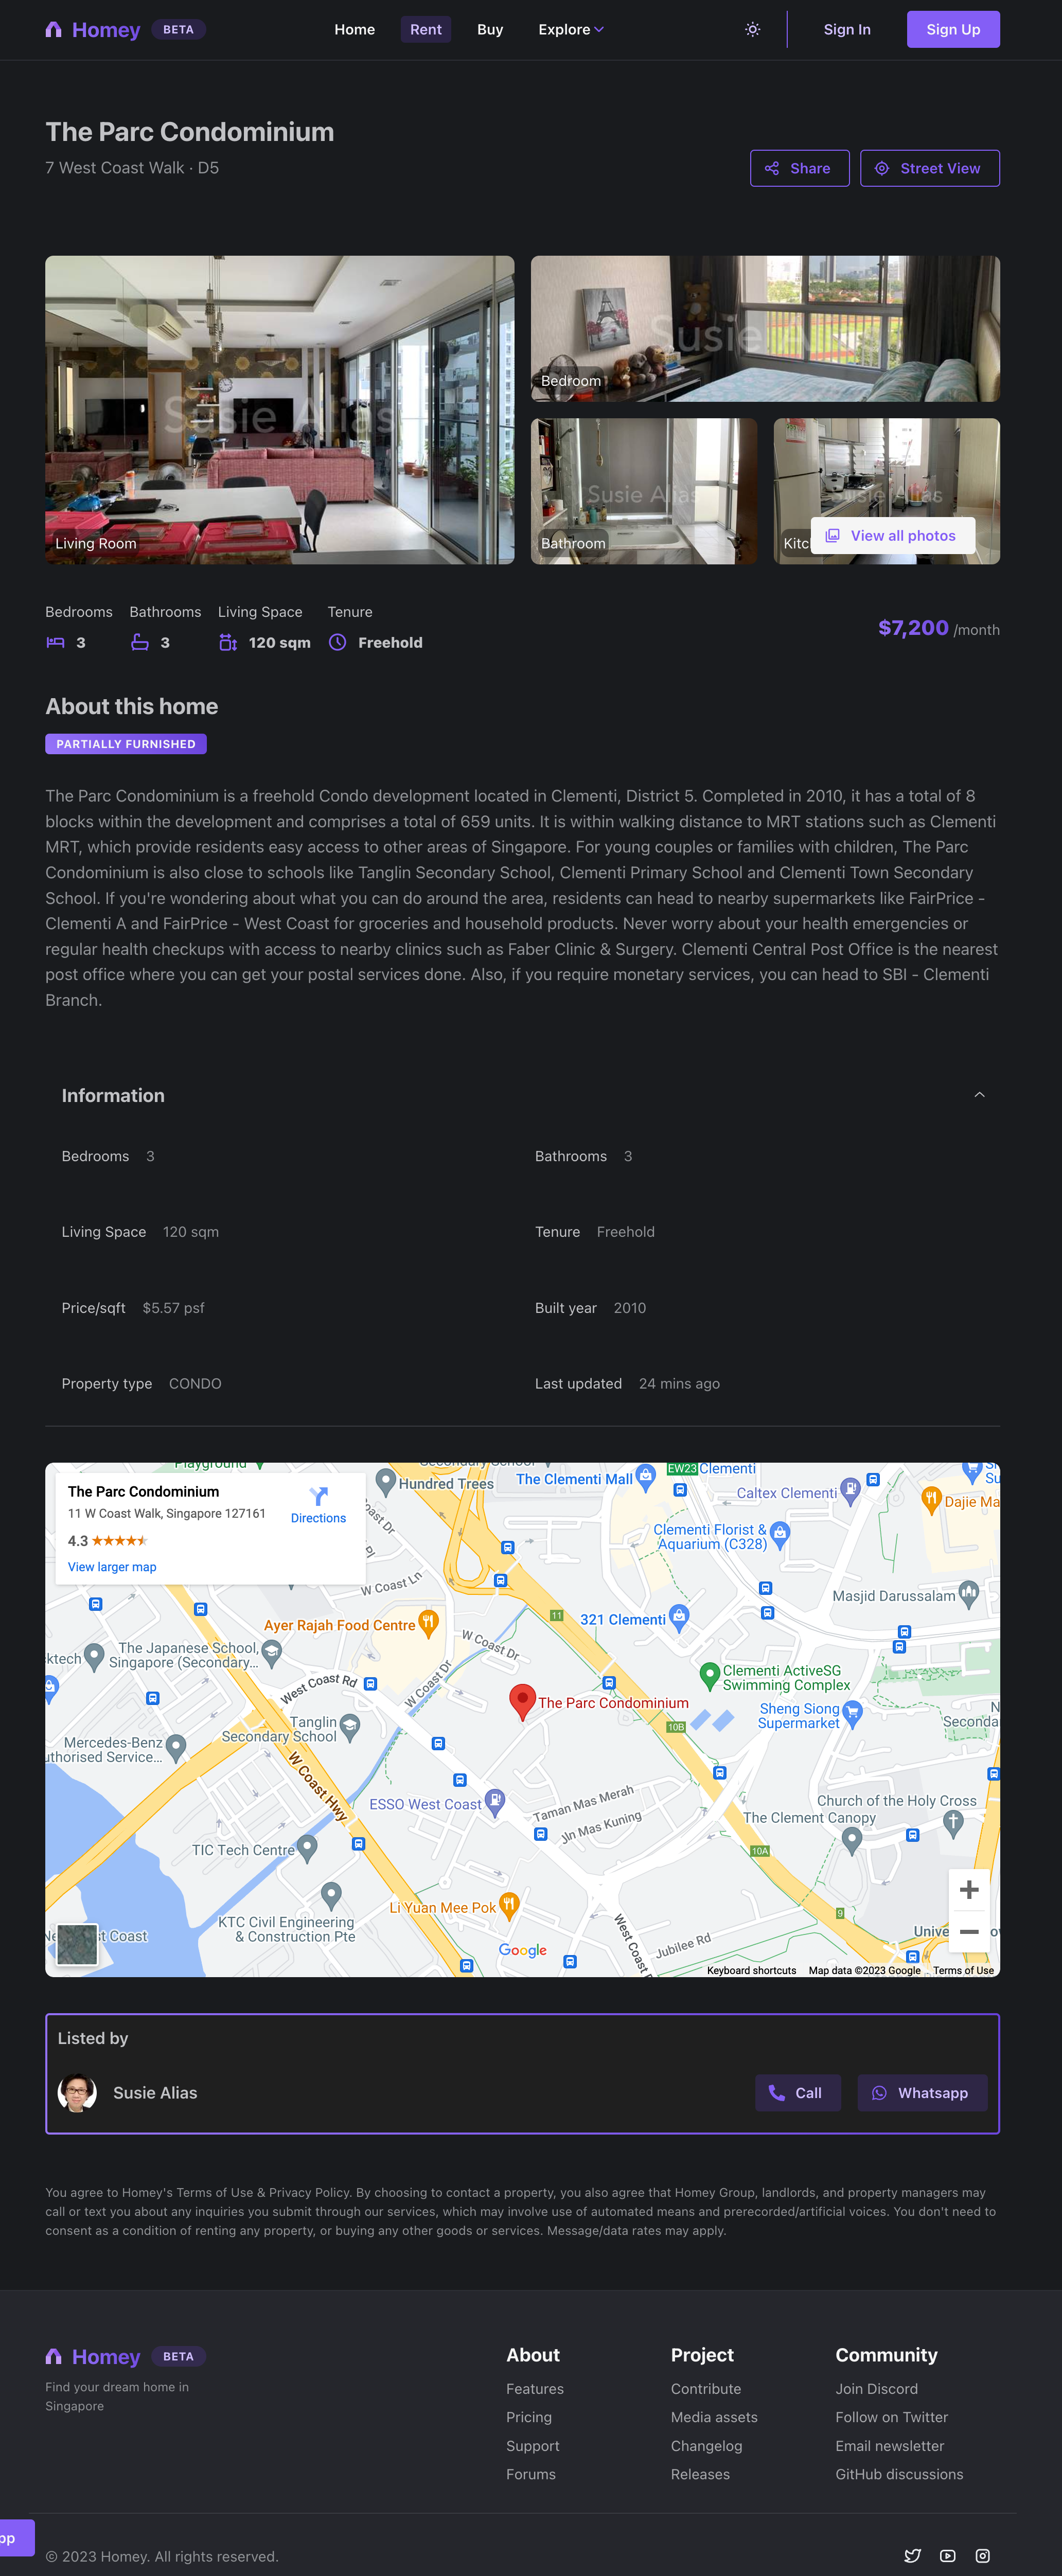 Homey BETA Home Rent Buy Explore Sign In Sign Up
The Parc Condominium
7 West Coast Walk · D5
Share Street View
Susie Alias
Living Room
Susie A
Bedroom
Susie Alias
Bathroom
Susie Alias
Kitc
View all photos
Bedrooms Bathrooms Living Space Tenure
3 3 120 sqm Freehold
$7,200 /month
About this home
PARTIALLY FURNISHED
The Parc Condominium is a freehold Condo development located in Clementi, District 5. Completed in 2010, it has a total of 8
blocks within the development and comprises a total of 659 units. It is within walking distance to MRT stations such as Clementi
MRT, which provide residents easy access to other areas of Singapore. For young couples or families with children, The Parc
Condominium is also close to schools like Tanglin Secondary School, Clementi Primary School and Clementi Town Secondary
School. If you're wondering about what you can do around the area, residents can head to nearby supermarkets like FairPrice -
Clementi A and FairPrice - West Coast for groceries and household products. Never worry about your health emergencies or
regular health checkups with access to nearby clinics such as Faber Clinic & Surgery. Clementi Central Post Office is the nearest
post office where you can get your postal services done. Also, if you require monetary services, you can head to SBI - Clementi
Branch.
Information
Bedrooms 3 Bathrooms 3
Living Space 120 sqm Tenure Freehold
Price/sqft $5.57 psf Built year 2010
Property type CONDO Last updated 24 mins ago
Playground
The Parc Condominium
11 W Coast Walk, Singapore 127161
4.3
View larger map
Directions
Hundred Trees
The Clementi Mall
EW23 Clementi
Caltex Clementi
Dajie Ma
Clementi Florist &
Aquarium (C328)
W Coast Ln
Masjid Darussalam
11
321 Clementi
Ayer Rajah Food Centre
W Coast Dr
The Japanese School,
Singapore (Secondary...
ktech
W Coast Dr
West Coast Rd
Clementi ActiveSG
Swimming Complex
The Parc Condominium
Sheng Siong
Supermarket
10B
Seconda
Tanglin
Secondary School
Mercedes-Benz
uthorised Service...
W Coast Hwy
ESSO West Coast
Taman Mas Merah
Jln Mas Kuning
Church of the Holy Cross
The Clement Canopy
TIC Tech Centre
10A
Li Yuan Mee Pok
KTC Civil Engineering
& Construction Pte
9
st Coast
West Coast
Jubilee Rd
Unive
Google
Keyboard shortcuts Map data ©2023 Google Terms of Use
Listed by
Susie Alias
Call Whatsapp
You agree to Homey's Terms of Use & Privacy Policy. By choosing to contact a property, you also agree that Homey Group, landlords, and property managers may
call or text you about any inquiries you submit through our services, which may involve use of automated means and prerecorded/artificial voices. You don't need to
consent as a condition of renting any property, or buying any other goods or services. Message/data rates may apply.
Homey BETA
Find your dream home in
Singapore
About Project Community
Features Contribute Join Discord
Pricing Media assets Follow on Twitter
Support Changelog Email newsletter
Forums Releases GitHub discussions
pp
© 2023 Homey. All rights reserved.